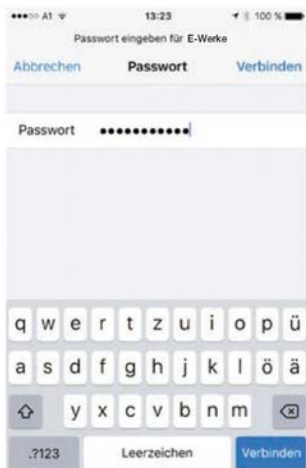 A1 13:23 100 %
Passwort eingeben für E-Werke
Abbrechen Passwort Verbinden
Passwort ●●●●●●●●●●●
q w e r t z u i o p ü
a s d f g h j k l ö ä
y x c v b n m
.?123 Leerzeichen Verbinden